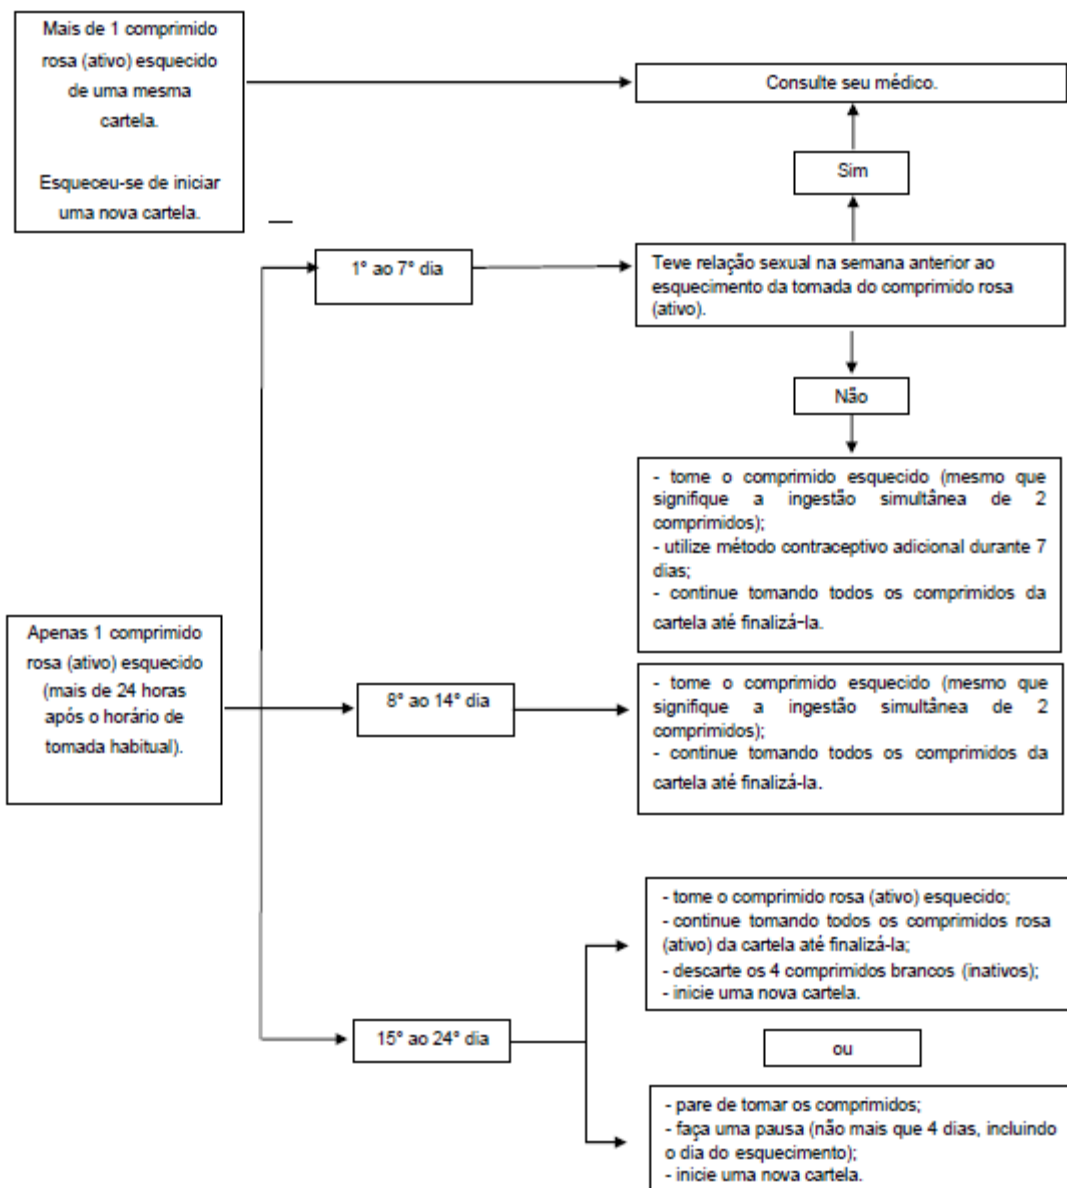 Mais de 1 comprimido
rosa (ativo) esquecido
de uma mesma
cartela.
Esqueceu-se de iniciar
uma nova cartela.
Consulte seu médico.
Sim
1° ao 7° dia
Teve relação sexual na semana anterior ao
esquecimento da tomada do comprimido rosa
(ativo).
Não
- tome o comprimido esquecido (mesmo que
signifique a ingestão simultânea de 2
comprimidos);
- utilize método contraceptivo adicional durante 7
dias;
- continue tomando todos os comprimidos da
cartela até finalizá-la.
Apenas 1 comprimido
rosa (ativo) esquecido
(mais de 24 horas
após o horário de
tomada habitual).
8° ao 14° dia
- tome o comprimido esquecido (mesmo que
signifique a ingestão simultânea de 2
comprimidos);
- continue tomando todos os comprimidos da
cartela até finalizá-la.
15° ao 24° dia
- tome o comprimido rosa (ativo) esquecido;
- continue tomando todos os comprimidos rosa
(ativo) da cartela até finalizá-la;
- descarte os 4 comprimidos brancos (inativos);
- inicie uma nova cartela.
ou
- pare de tomar os comprimidos;
- faça uma pausa (não mais que 4 dias, incluindo
o dia do esquecimento);
- inicie uma nova cartela.